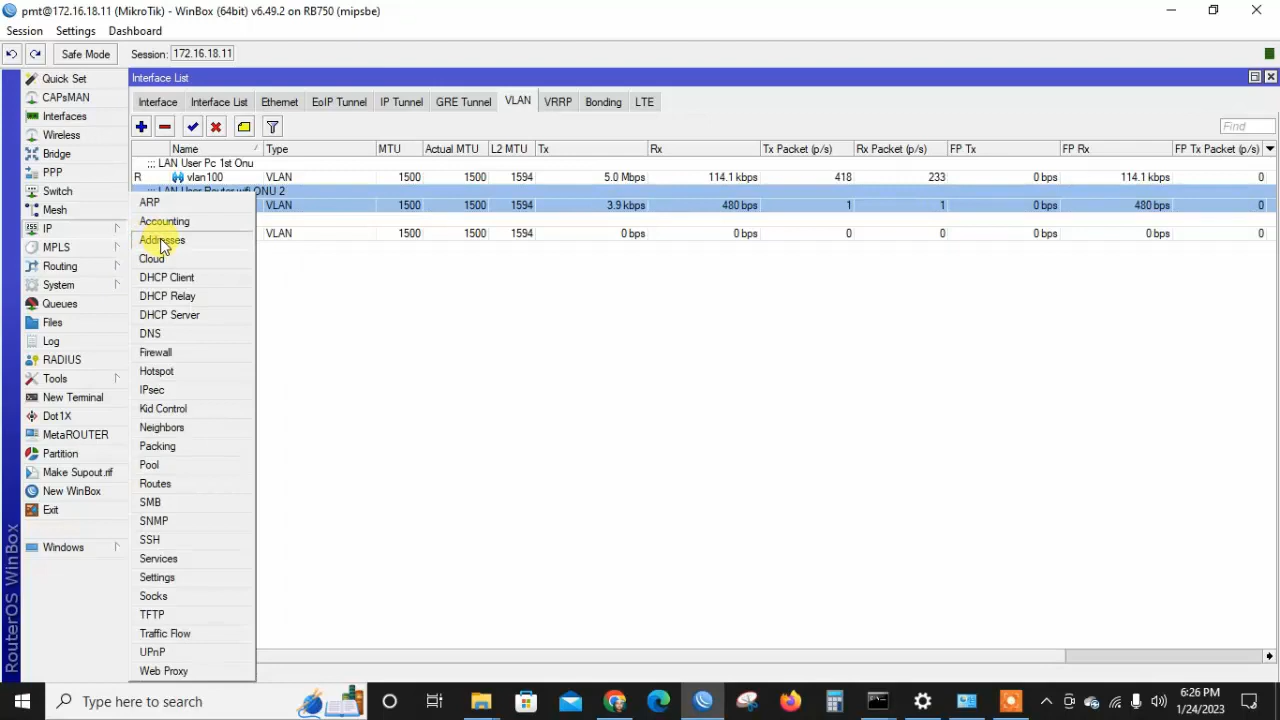 pmt@172.16.18.11 (MikroTik) - WinBox (64bit) v6.49.2 on RB750 (mipsbe)
Session Settings Dashboard
Safe Mode Session: 172.16.18.11
Quick Set
CAPsMAN
Interfaces
Wireless
Bridge
PPP
Switch
Mesh
IP
MPLS
Routing
System
Queues
Files
Log
RADIUS
Tools
New Terminal
Dot1X
MetaROUTER
Partition
Make Supout.rif
New WinBox
Exit
Windows
RouterOS WinBox
Interface List
Interface Interface List Ethernet EoIP Tunnel IP Tunnel GRE Tunnel VLAN VRRP Bonding LTE
Find
Name Type MTU Actual MTU L2 MTU Tx Rx Tx Packet (p/s) Rx Packet (p/s) FP Tx FP Rx FP Tx Packet (p/s)
;;; LAN User Pc 1st Onu
R vlan100 VLAN 1500 1500 1594 5.0 Mbps 114.1 kbps 418 233 0 bps 114.1 kbps 0
;;; LAN User Router wifi ONU 2
VLAN 1500 1500 1594 3.9 kbps 480 bps 1 1 0 bps 480 bps 0
VLAN 1500 1500 1594 0 bps 0 bps 0 0 0 bps 0 bps 0
ARP
Accounting
Addresses
Cloud
DHCP Client
DHCP Relay
DHCP Server
DNS
Firewall
Hotspot
IPsec
Kid Control
Neighbors
Packing
Pool
Routes
SMB
SNMP
SSH
Services
Settings
Socks
TFTP
Traffic Flow
UPnP
Web Proxy
Type here to search
6:26 PM
1/24/2023